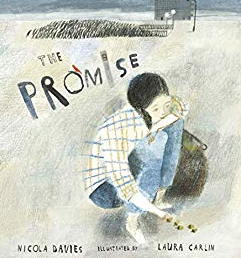 THE
PROMISE
NICOLA DAVIES ILLUSTRATED BY LAURA CARLIN